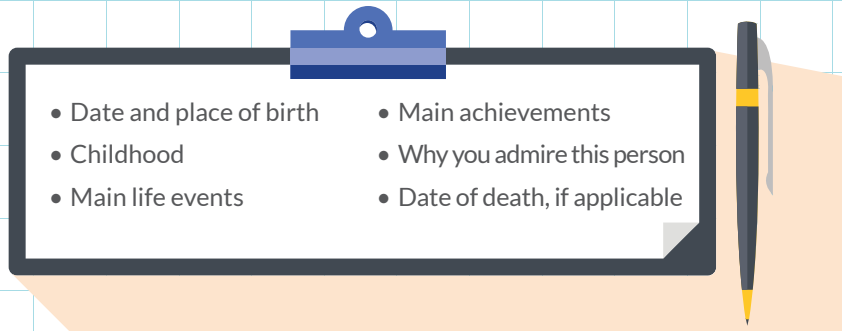 • Date and place of birth
• Childhood
• Main life events
• Main achievements
• Why you admire this person
• Date of death, if applicable